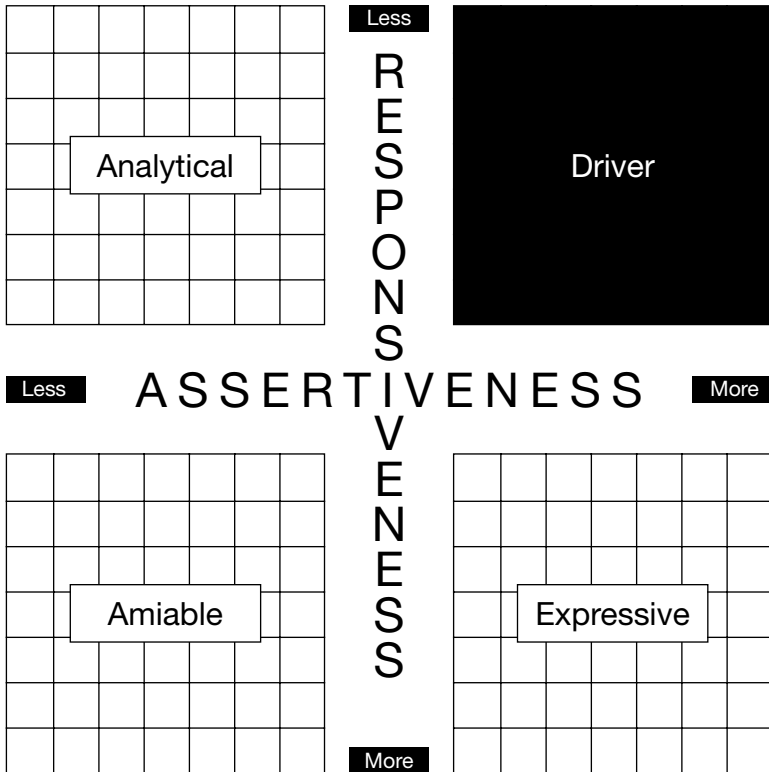 Less
Analytical
Driver
RESPONSIVENESS
Less
ASSERTIVENESS
More
Amiable
Expressive
More